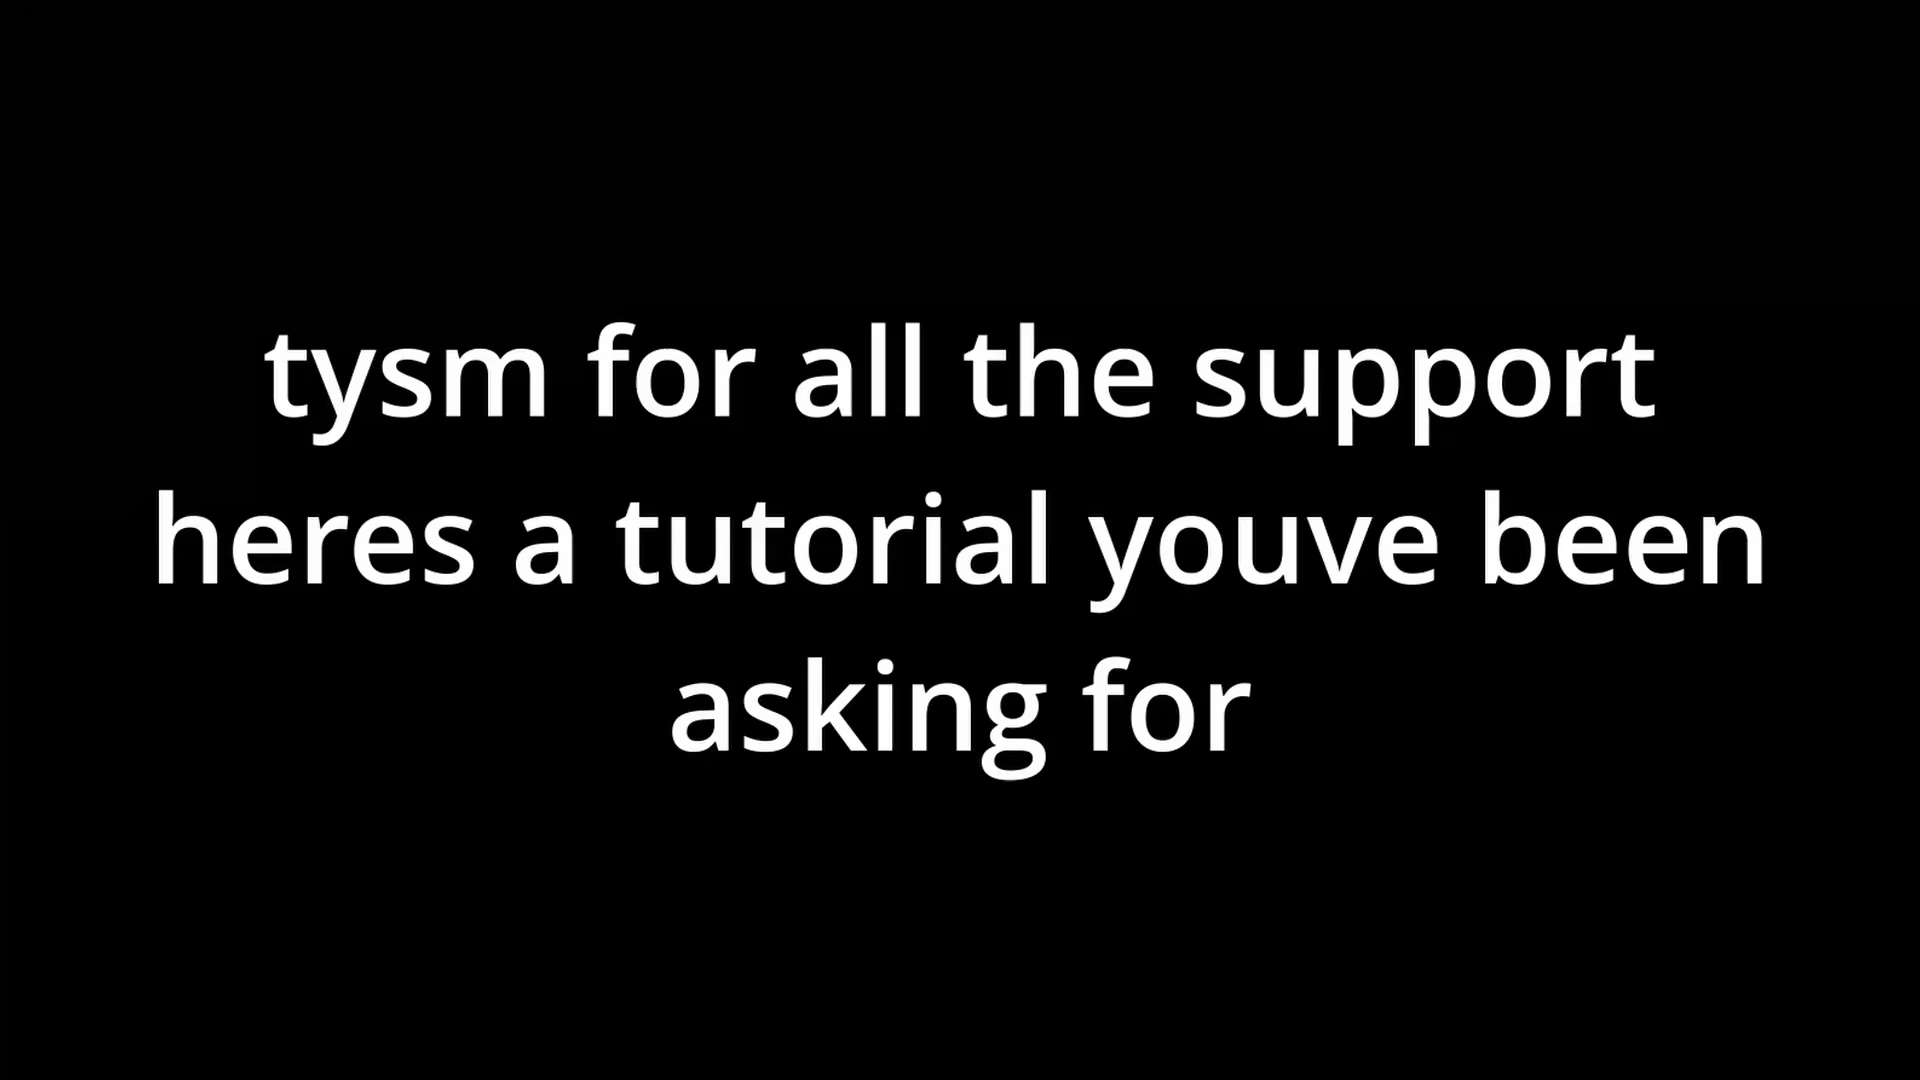 tysm for all the support
heres a tutorial youve been
asking for